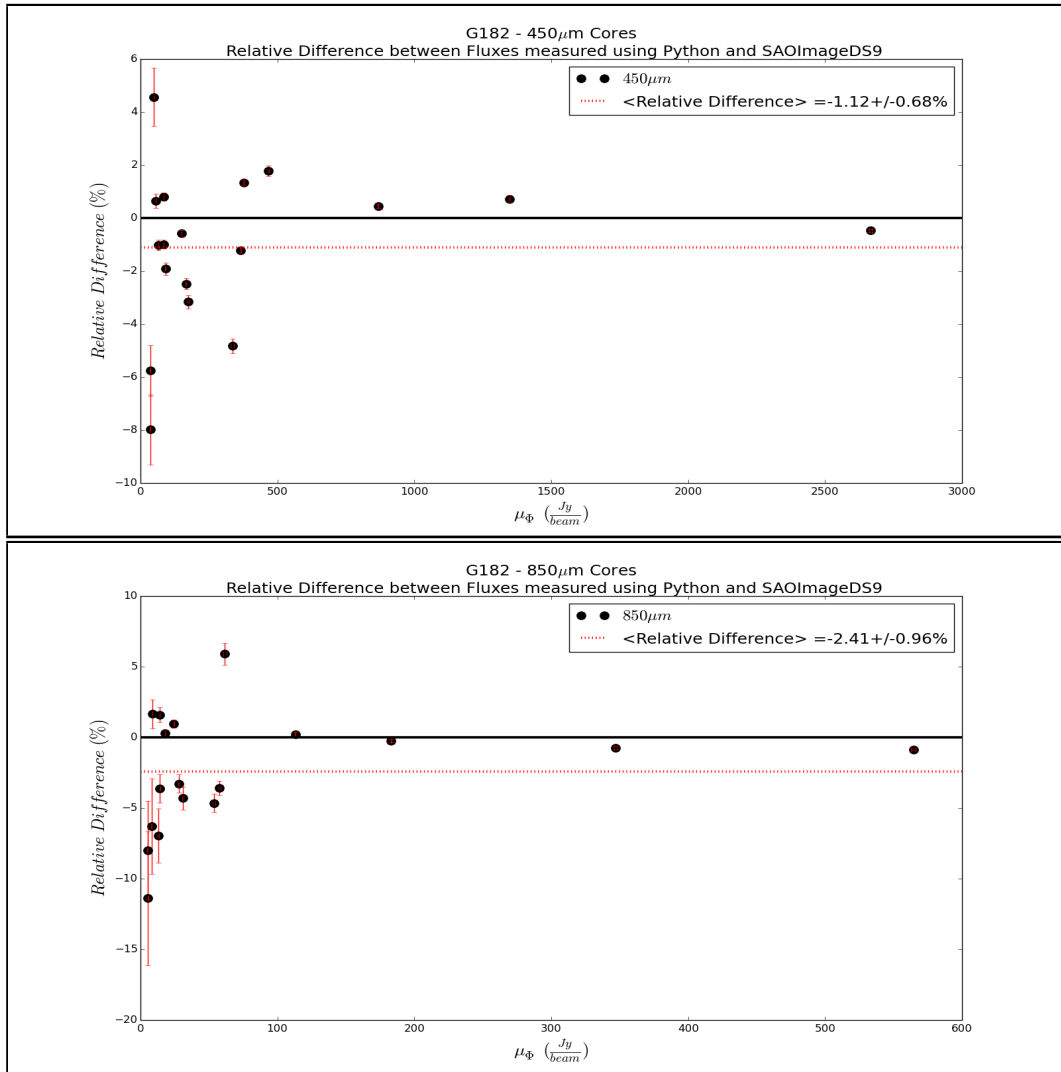 G182 - 450μm Cores
Relative Difference between Fluxes measured using Python and SAOImageDS9
6
4
2
0
−2
−4
−6
−8
−10
Relative Difference (%)
450μm
<Relative Difference> =-1.12+/-0.68%
0 500 1000 1500 2000 2500 3000
μ_Φ (Jy/beam)
G182 - 850μm Cores
Relative Difference between Fluxes measured using Python and SAOImageDS9
10
5
0
−5
−10
−15
−20
Relative Difference (%)
850μm
<Relative Difference> =-2.41+/-0.96%
0 100 200 300 400 500 600
μ_Φ (Jy/beam)